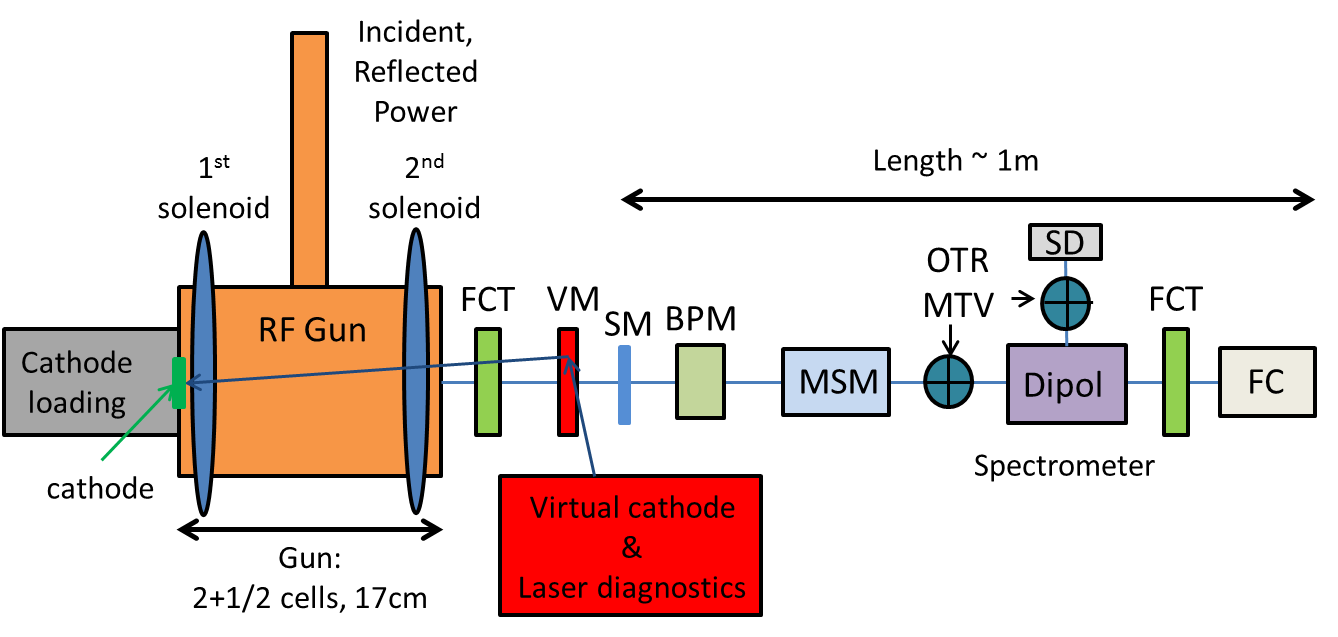 Incident,
Reflected
Power
1st
solenoid
2nd
solenoid
Length ~ 1m
SD
OTR
MTV
FCT
VM
SM
BPM
FCT
RF Gun
Cathode
loading
MSM
Dipol
FC
cathode
Spectrometer
Virtual cathode
&
Laser diagnostics
Gun:
2+1/2 cells, 17cm